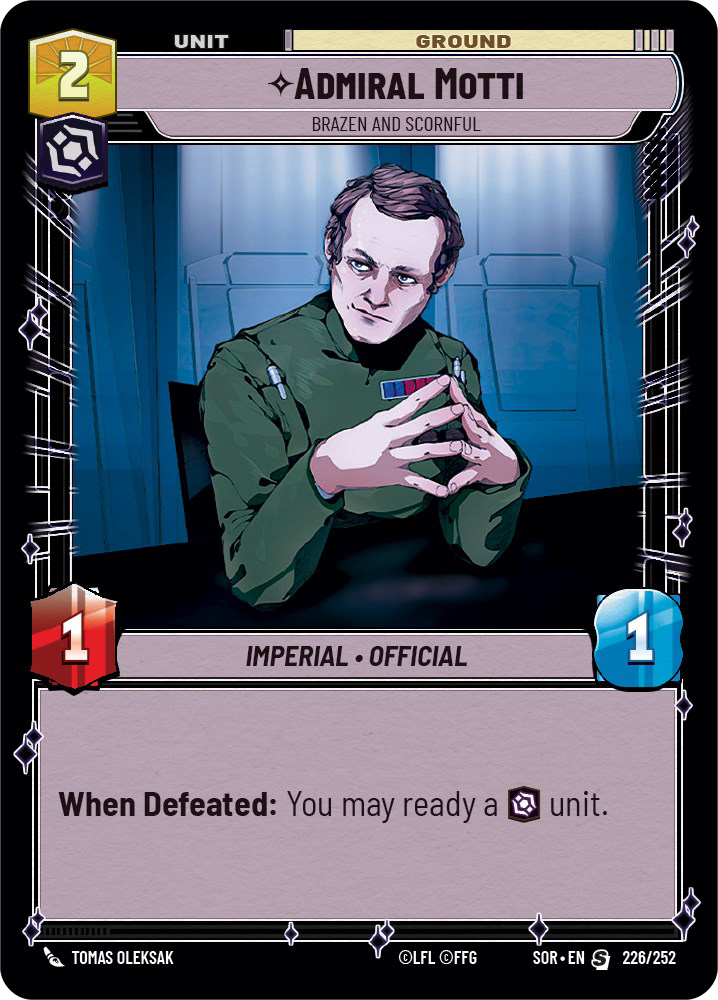 UNIT GROUND
2
ADMIRAL MOTTI
BRAZEN AND SCORNFUL
1
1
IMPERIAL • OFFICIAL
When Defeated: You may ready a unit.
TOMAS OLEKSAK ©LFL ©FFG SOR • EN S 226/252